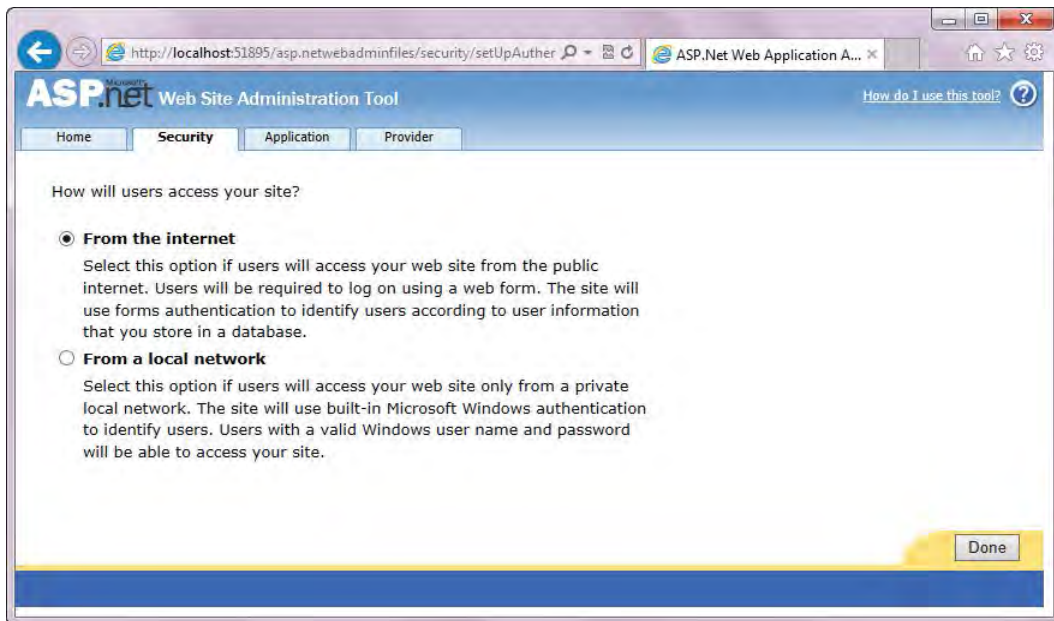 http://localhost:51895/asp.netwebadminfiles/security/setUpAuther
ASP.Net Web Application A...
ASP.net Web Site Administration Tool
Microsoft
How do I use this tool? ?
Home Security Application Provider
How will users access your site?
From the internet
Select this option if users will access your web site from the public
internet. Users will be required to log on using a web form. The site will
use forms authentication to identify users according to user information
that you store in a database.
From a local network
Select this option if users will access your web site only from a private
local network. The site will use built-in Microsoft Windows authentication
to identify users. Users with a valid Windows user name and password
will be able to access your site.
Done